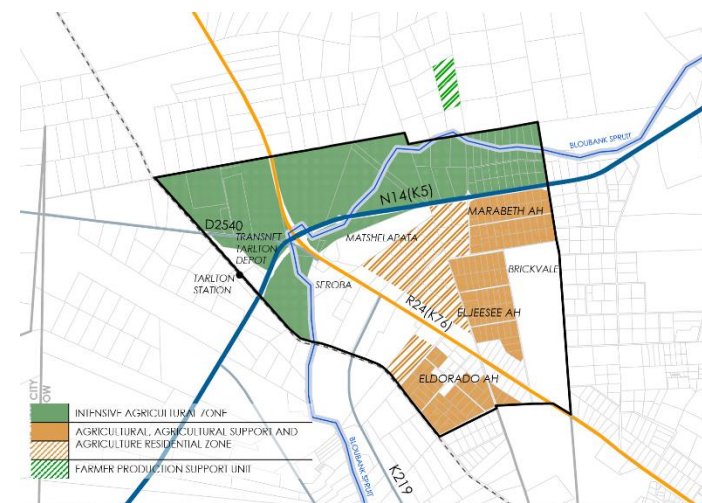 BLOUBANK SPRUIT
N14(K5)
MARABETH AH
D2540
TRANSNET
TARLTON
DEPOT
MATSHELAPATA
BRICKVALE
TARLTON
STATION
SEROBA
R24(K76)
ELJEESEE AH
ELDORADO AH
CITY
INTENSIVE AGRICULTURAL ZONE
AGRICULTURAL, AGRICULTURAL SUPPORT AND
AGRICULTURE RESIDENTIAL ZONE
FARMER PRODUCTION SUPPORT UNIT
BLOUBANK SPRUIT
K219